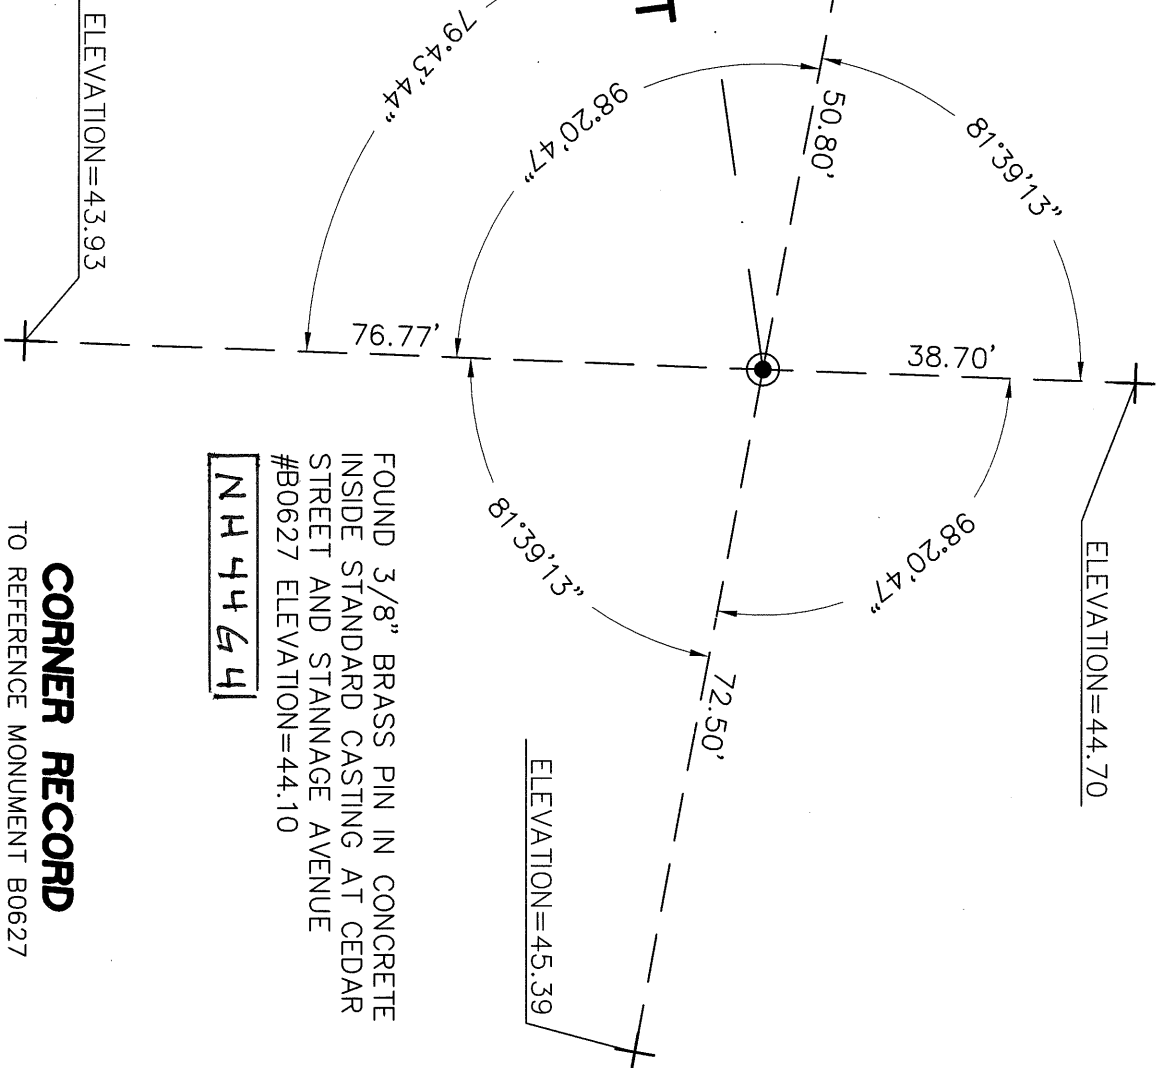 ELEVATION=43.93
79°43'44"
98°20'47"
50.80'
81°39'13"
76.77'
38.70'
98°20'47"
81°39'13"
72.50'
ELEVATION=44.70
ELEVATION=45.39
FOUND 3/8" BRASS PIN IN CONCRETE
INSIDE STANDARD CASTING AT CEDAR
STREET AND STANNAGE AVENUE
#B0627 ELEVATION=44.10
NH44G4
CORNER RECORD
TO REFERENCE MONUMENT B0627